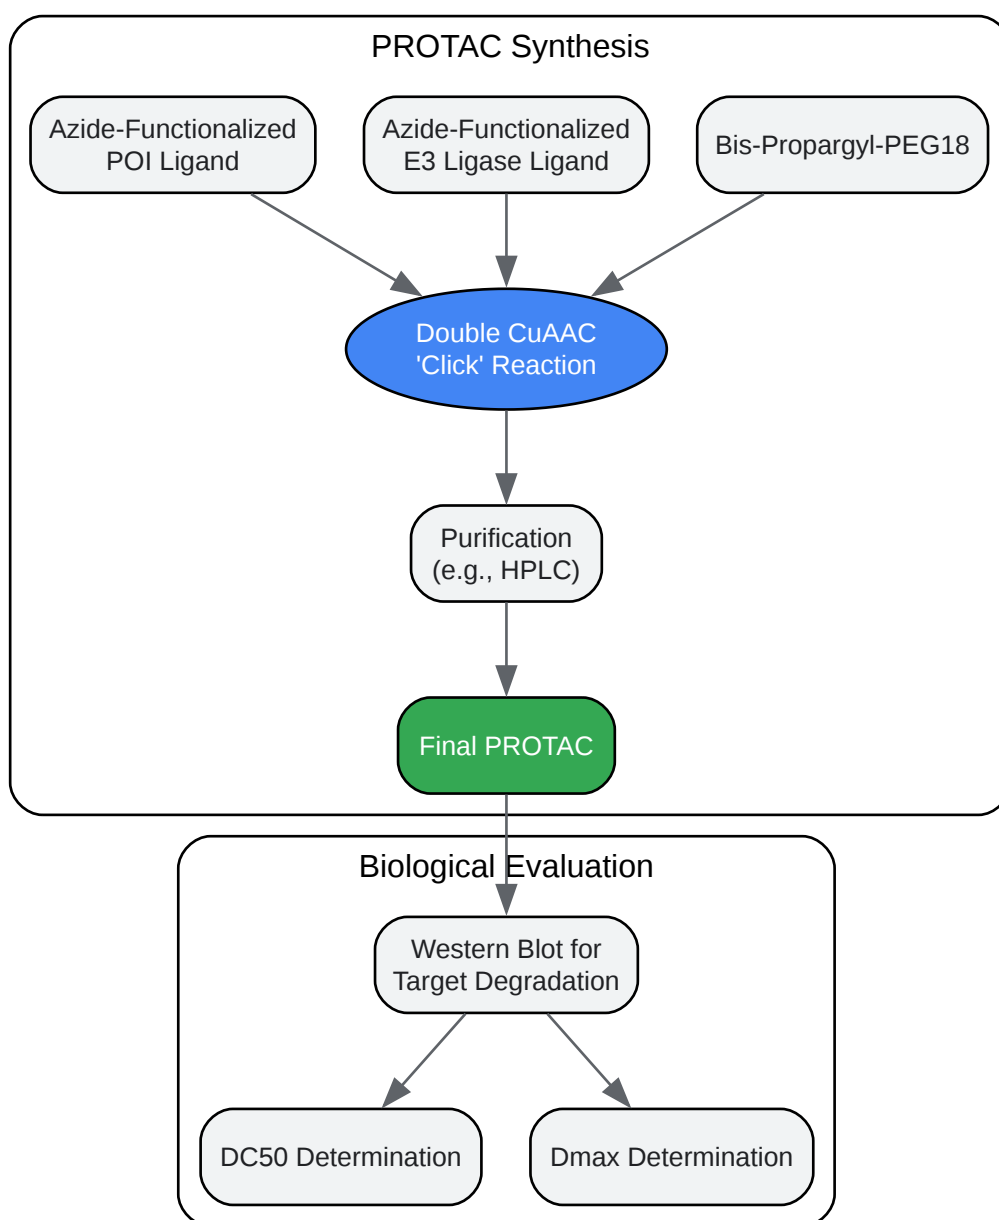 PROTAC Synthesis
Azide-Functionalized
POI Ligand
Azide-Functionalized
E3 Ligase Ligand
Bis-Propargyl-PEG18
Double CuAAC
'Click' Reaction
Purification
(e.g., HPLC)
Final PROTAC
Biological Evaluation
Western Blot for
Target Degradation
DC50 Determination
Dmax Determination